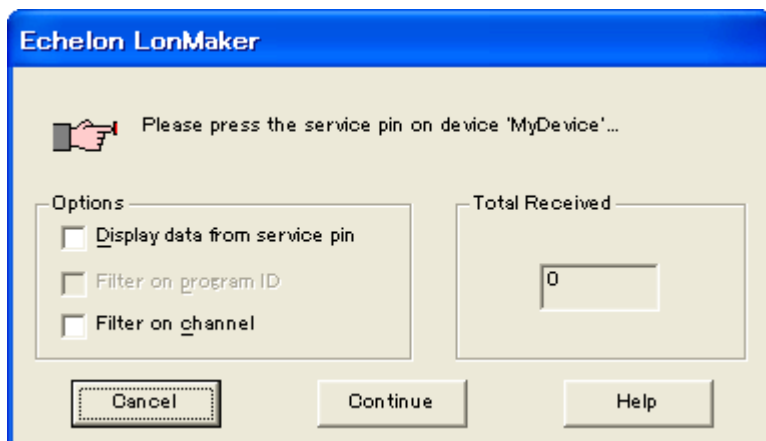 Echelon LonMaker
Please press the service pin on device 'MyDevice'...
Options
Display data from service pin
Filter on program ID
Filter on channel
Total Received
0
Cancel
Continue
Help